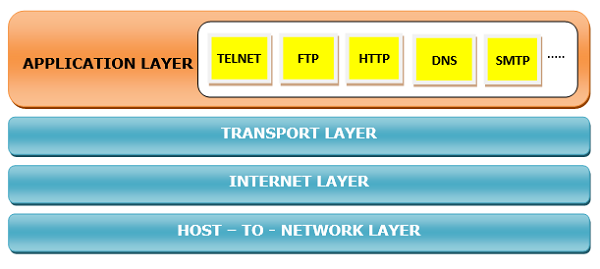 APPLICATION LAYER
TELNET FTP HTTP DNS SMTP .....
TRANSPORT LAYER
INTERNET LAYER
HOST – TO - NETWORK LAYER